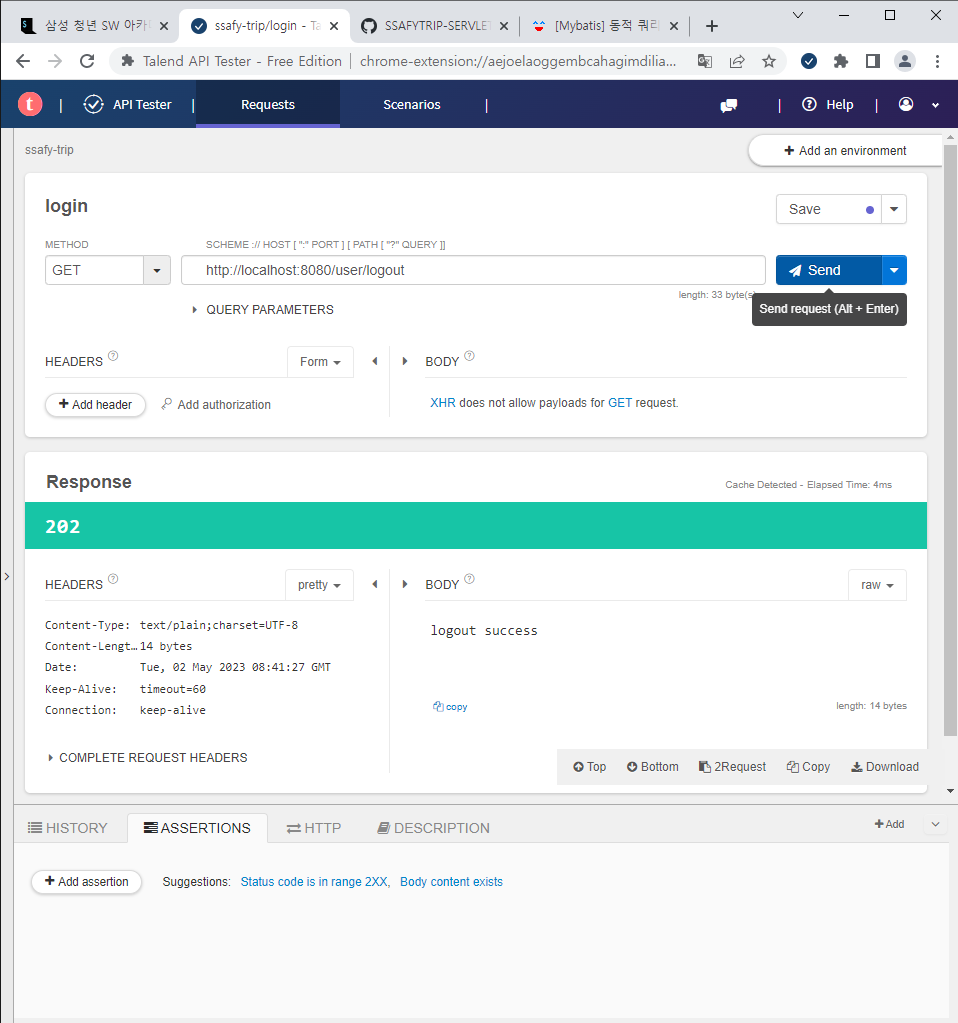 삼성 청년 SW 아카
ssafy-trip/login - Tal
SSAFYTRIP-SERVLET
[Mybatis] 동적 쿼리
Talend API Tester - Free Edition | chrome-extension://aejoelaoggembcahagimdilia...
t | API Tester | Requests Scenarios | | Help |
ssafy-trip
+ Add an environment
login
Save
METHOD
SCHEME :// HOST [ ":" PORT ] [ PATH [ "?" QUERY ]]
GET
http://localhost:8080/user/logout
Send
length: 33 byte(s)
Send request (Alt + Enter)
QUERY PARAMETERS
HEADERS ?
Form
BODY ?
+ Add header
Add authorization
XHR does not allow payloads for GET request.
Response
Cache Detected - Elapsed Time: 4ms
202
HEADERS ?
pretty
BODY ?
raw
Content-Type: text/plain;charset=UTF-8
Content-Lengt… 14 bytes
Date: Tue, 02 May 2023 08:41:27 GMT
Keep-Alive: timeout=60
Connection: keep-alive
logout success
copy
length: 14 bytes
COMPLETE REQUEST HEADERS
Top Bottom 2Request Copy Download
HISTORY ASSERTIONS HTTP DESCRIPTION
+ Add
+ Add assertion
Suggestions: Status code is in range 2XX, Body content exists